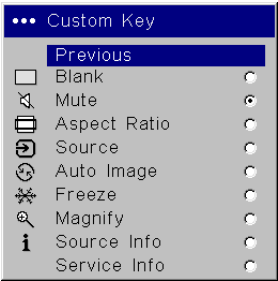 ••• Custom Key
Previous
Blank
Mute
Aspect Ratio
Source
Auto Image
Freeze
Magnify
Source Info
Service Info